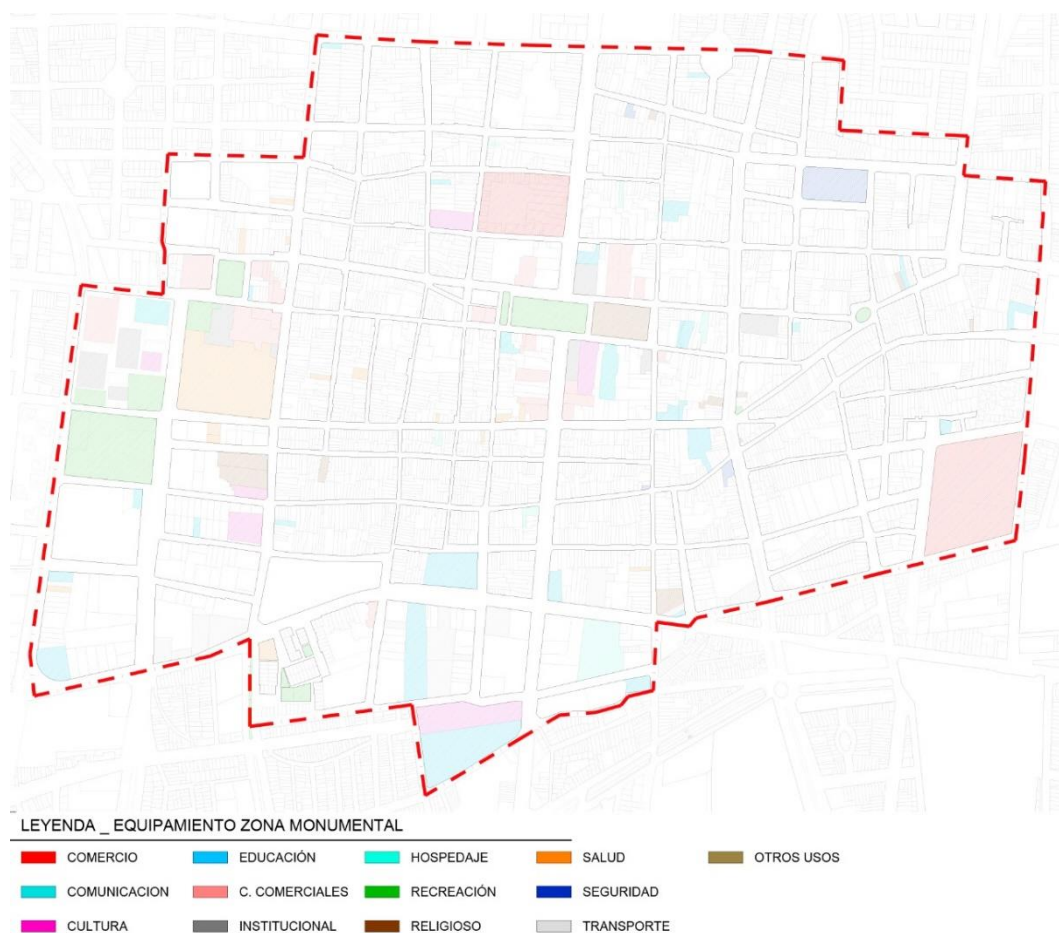 LEYENDA _ EQUIPAMIENTO ZONA MONUMENTAL
COMERCIO EDUCACIÓN HOSPEDAJE SALUD OTROS USOS
COMUNICACION C. COMERCIALES RECREACIÓN SEGURIDAD
CULTURA INSTITUCIONAL RELIGIOSO TRANSPORTE